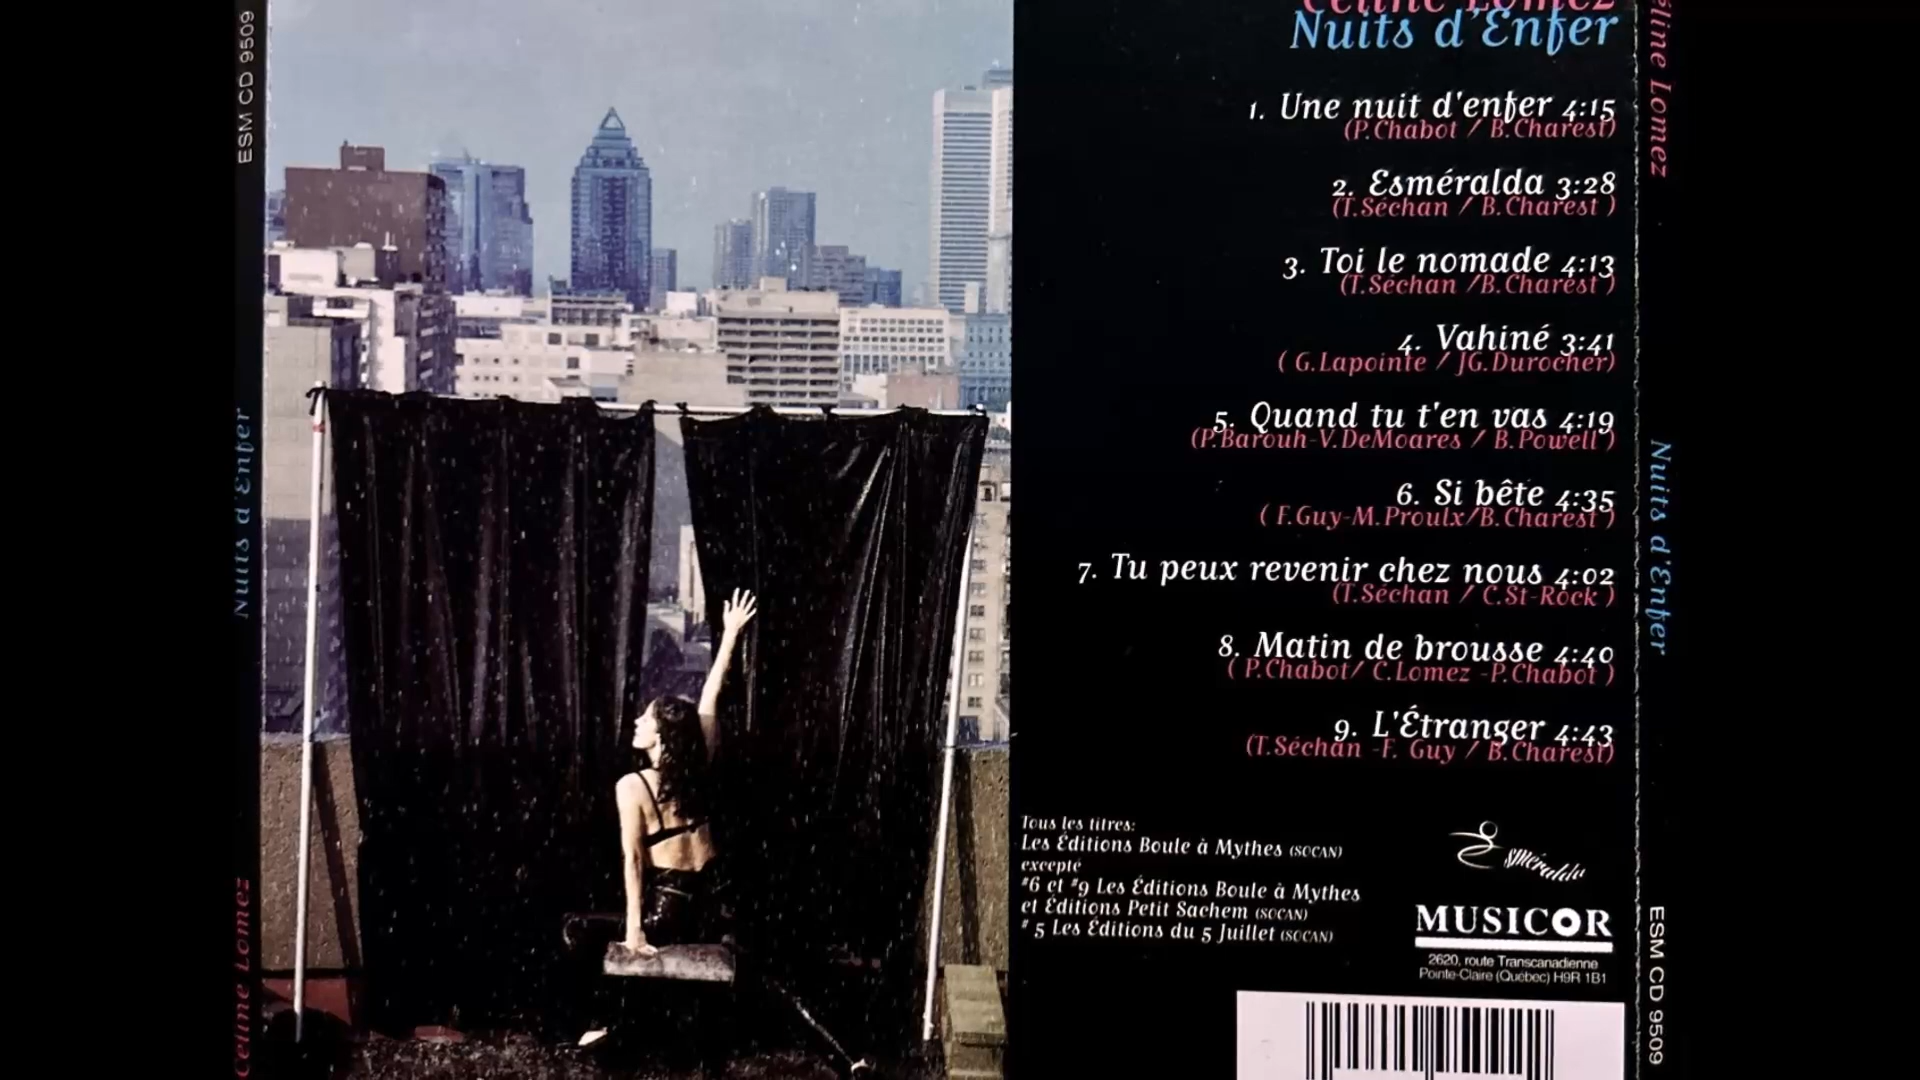 ESM CD 9509
Nuits d'Enfer
Céline Lomez
Céline Lomez
Nuits d'Enfer
1. Une nuit d'enfer 4:15
(P.Chabot / B.Charest)
2. Esméralda 3:28
(T.Séchan / B.Charest )
3. Toi le nomade 4:13
(T.Séchan /B.Charest )
4. Vahiné 3:41
( G.Lapointe / JG.Durocher)
5. Quand tu t'en vas 4:19
(P.Barouh-V.DeMoares / B.Powell )
6. Si bête 4:35
( F.Guy-M.Proulx/B.Charest )
7. Tu peux revenir chez nous 4:02
(T.Séchan / C.St-Rock )
8. Matin de brousse 4:40
( P.Chabot/ C.Lomez -P.Chabot )
9. L'Étranger 4:43
(T.Séchan -F. Guy / B.Charest)
Tous les titres:
Les Éditions Boule à Mythes (SOCAN)
excepté
#6 et #9 Les Éditions Boule à Mythes
et Éditions Petit Sachem (SOCAN)
# 5 Les Éditions du 5 Juillet (SOCAN)
Esméralda
MUSICOR
2620, route Transcanadienne
Pointe-Claire (Québec) H9R 1B1
éline Lomez
Nuits d'Enfer
ESM CD 9509